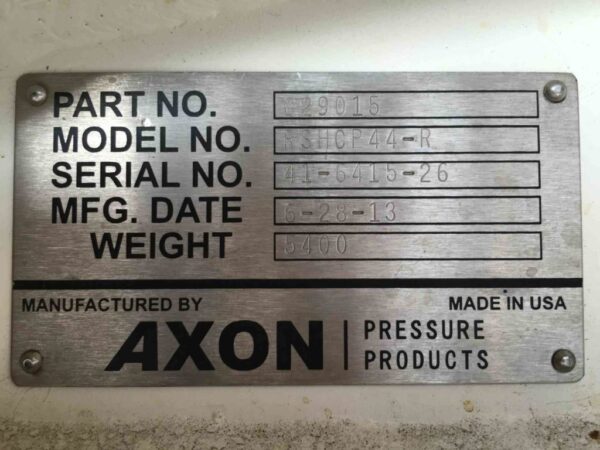 PART NO.
MODEL NO. RSHCP44-R
SERIAL NO. 41-6415-26
MFG. DATE 6-28-13
WEIGHT 5400
MANUFACTURED BY
MADE IN USA
AXON
PRESSURE
PRODUCTS